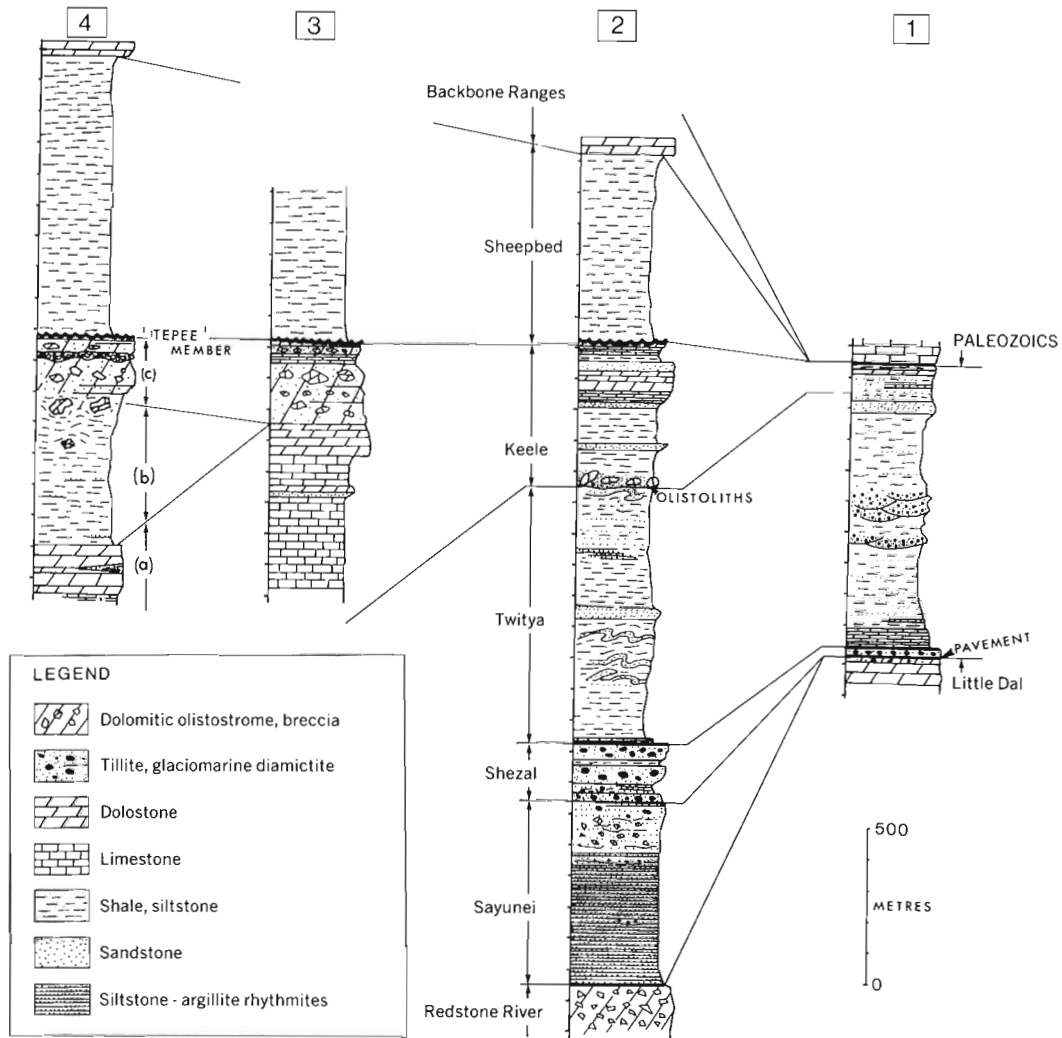 4
3
2
1
Backbone Ranges
Sheepbed
TEPEE
MEMBER
PALEOZOICS
(c)
Keele
(b)
OLISTOLITHS
(a)
Twitya
PAVEMENT
Little Dal
Shezal
Sayunei
Redstone River
500
METRES
0
LEGEND
Dolomitic olistostrome, breccia
Tillite, glaciomarine diamictite
Dolostone
Limestone
Shale, siltstone
Sandstone
Siltstone - argillite rhythmites